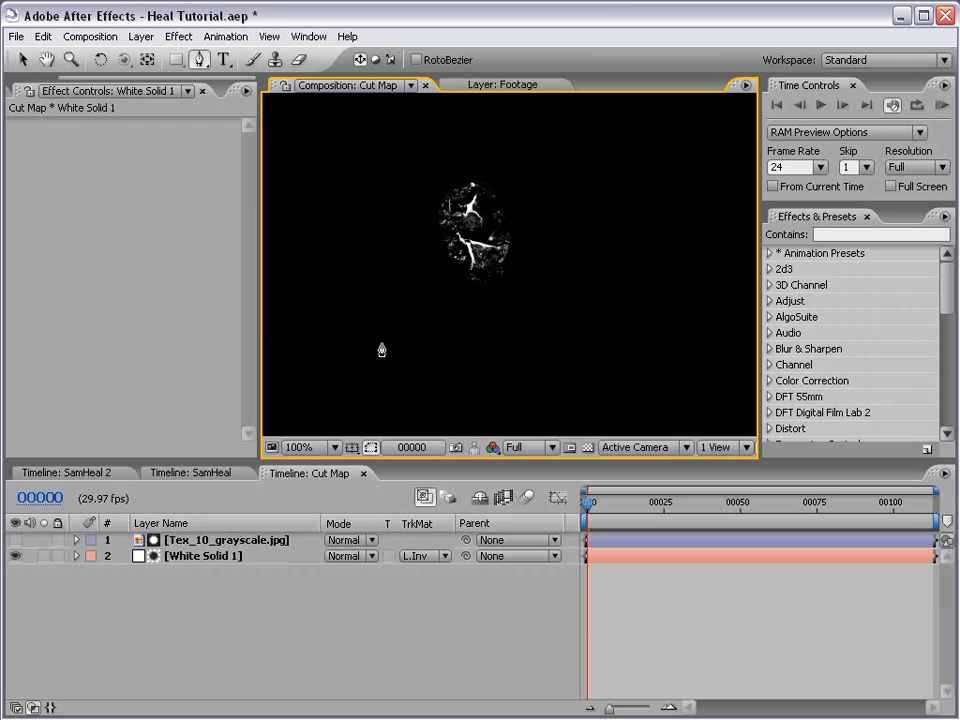 Adobe After Effects - Heal Tutorial.aep *
File Edit Composition Layer Effect Animation View Window Help
RotoBezier
Workspace: Standard
Effect Controls: White Solid 1
Composition: Cut Map
Layer: Footage
Time Controls
Cut Map * White Solid 1
RAM Preview Options
Frame Rate Skip Resolution
24 1 Full
From Current Time Full Screen
Effects & Presets
Contains:
* Animation Presets
2d3
3D Channel
Adjust
AlgoSuite
Audio
Blur & Sharpen
Channel
Color Correction
DFT 55mm
DFT Digital Film Lab 2
Distort
100% 00000 Full Active Camera 1 View
Timeline: SamHeal 2 Timeline: SamHeal Timeline: Cut Map
00000 (29.97 fps)
00025 00050 00075 00100
# Layer Name Mode T TrkMat Parent
1 [Tex_10_grayscale.jpg] Normal None
2 [White Solid 1] Normal L.Inv None